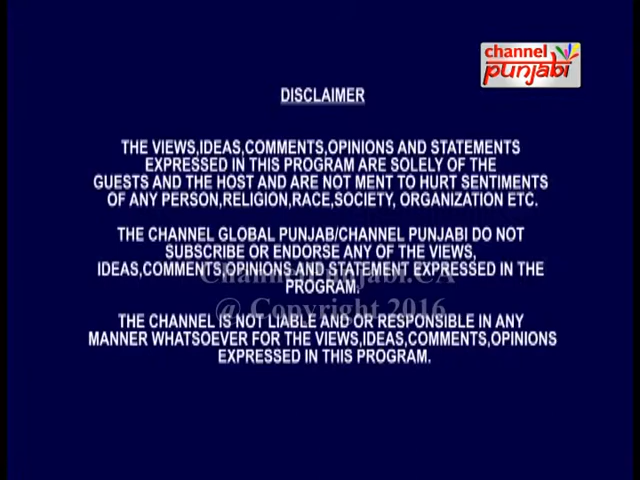 channel
punjabi
DISCLAIMER
THE VIEWS,IDEAS,COMMENTS,OPINIONS AND STATEMENTS
EXPRESSED IN THIS PROGRAM ARE SOLELY OF THE
GUESTS AND THE HOST AND ARE NOT MENT TO HURT SENTIMENTS
OF ANY PERSON,RELIGION,RACE,SOCIETY, ORGANIZATION ETC.
THE CHANNEL GLOBAL PUNJAB/CHANNEL PUNJABI DO NOT
SUBSCRIBE OR ENDORSE ANY OF THE VIEWS,
IDEAS,COMMENTS,OPINIONS AND STATEMENT EXPRESSED IN THE
PROGRAM.
ChannelPunjabi.CA
@ Copyright 2016
THE CHANNEL IS NOT LIABLE AND OR RESPONSIBLE IN ANY
MANNER WHATSOEVER FOR THE VIEWS,IDEAS,COMMENTS,OPINIONS
EXPRESSED IN THIS PROGRAM.